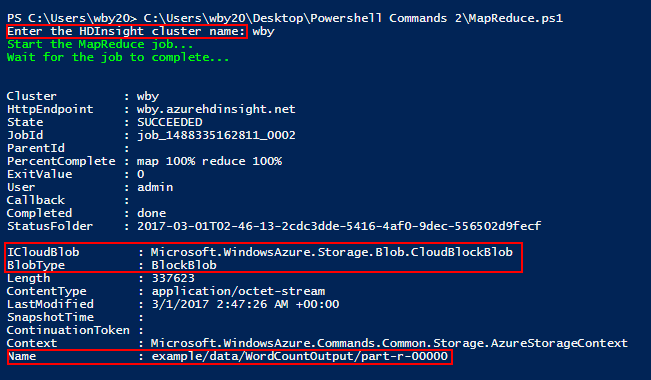 PS C:\Users\wby20> C:\Users\wby20\Desktop\Powershell Commands 2\MapReduce.ps1
Enter the HDInsight cluster name: wby
Start the MapReduce job...
Wait for the job to complete...
Cluster         : wby
HttpEndpoint    : wby.azurehdinsight.net
State           : SUCCEEDED
JobId           : job_1488335162811_0002
ParentId        :
PercentComplete : map 100% reduce 100%
ExitValue       : 0
User            : admin
Callback        :
Completed       : done
StatusFolder    : 2017-03-01T02-46-13-2cdc3dde-5416-4af0-9dec-556502d9fecf
ICloudBlob        : Microsoft.WindowsAzure.Storage.Blob.CloudBlockBlob
BlobType          : BlockBlob
Length            : 337623
ContentType       : application/octet-stream
LastModified      : 3/1/2017 2:47:26 AM +00:00
SnapshotTime      :
ContinuationToken :
Context           : Microsoft.WindowsAzure.Commands.Common.Storage.AzureStorageContext
Name              : example/data/WordCountOutput/part-r-00000